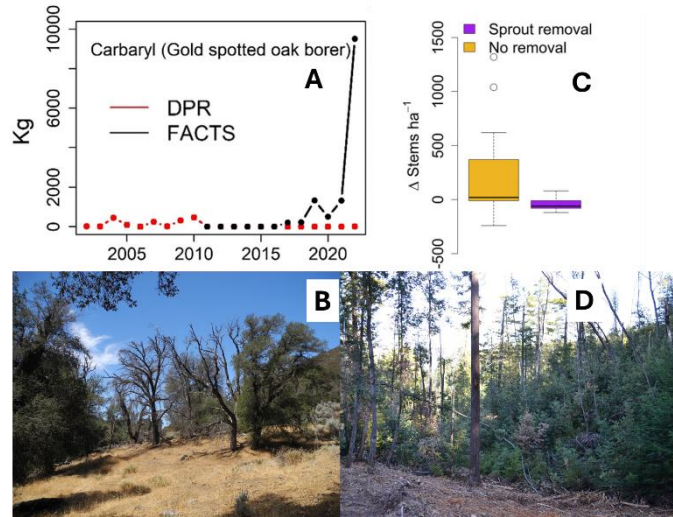 Carbaryl (Gold spotted oak borer)
A
DPR
FACTS
Kg
10000
6000
2000
0
2005
2010
2015
2020
Sprout removal
No removal
C
Δ Stems ha⁻¹
1500
1000
500
0
-500
B
D